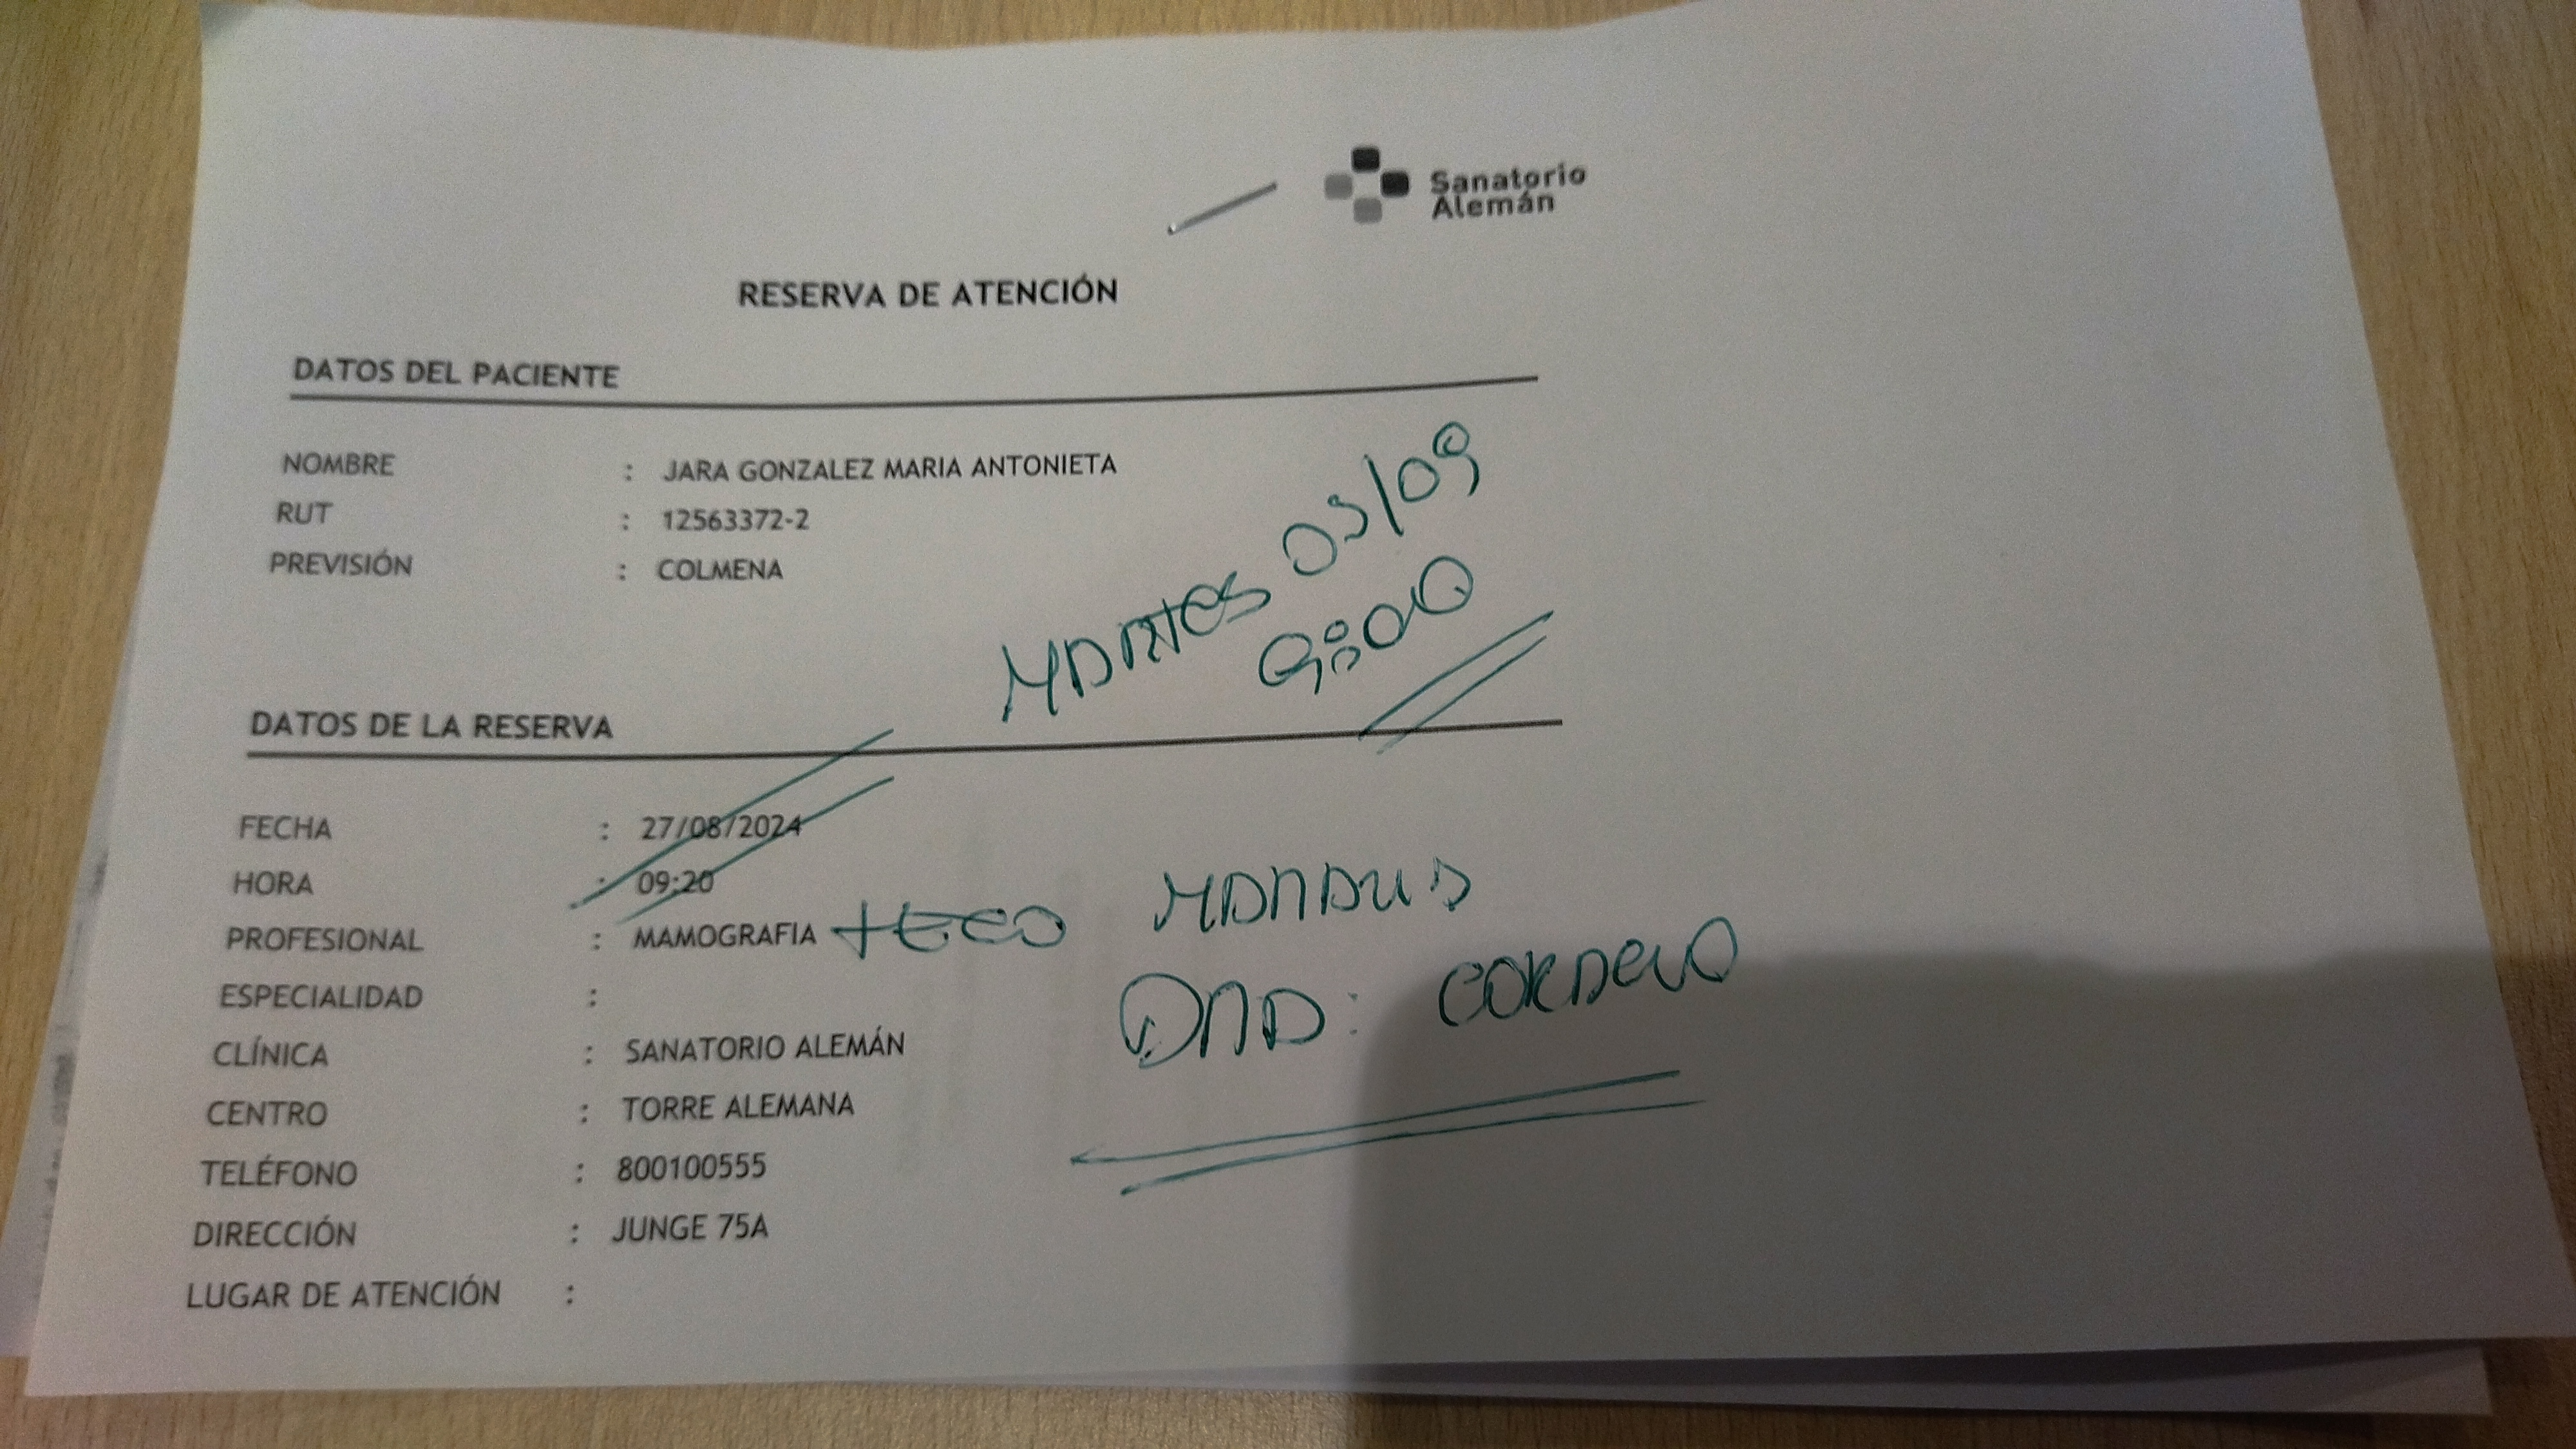 Sanatorio
Alemán
RESERVA DE ATENCIÓN
DATOS DEL PACIENTE
NOMBRE : JARA GONZALEZ MARIA ANTONIETA
RUT : 12563372-2
PREVISIÓN : COLMENA
MARTES 03/09
9:00
DATOS DE LA RESERVA
FECHA : 27/08/2024
HORA : 09:20
PROFESIONAL : MAMOGRAFIA + ECO MAMARIA
ESPECIALIDAD :
CORDERO
CLÍNICA : SANATORIO ALEMÁN
CENTRO : TORRE ALEMANA
TELÉFONO : 800100555
DIRECCIÓN : JUNGE 75A
LUGAR DE ATENCIÓN :